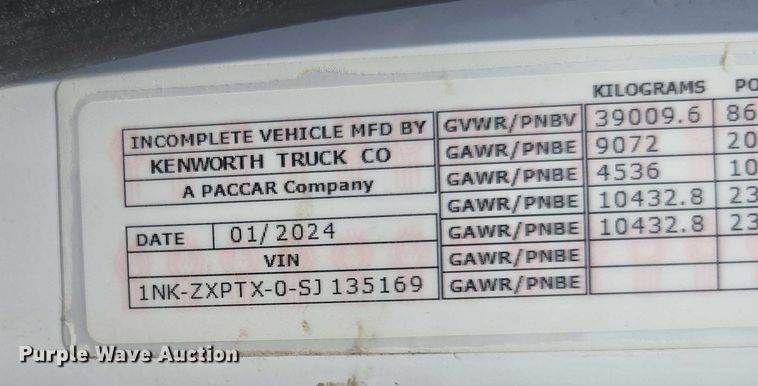 KILOGRAMS
INCOMPLETE VEHICLE MFD BY
KENWORTH TRUCK CO
A PACCAR Company
DATE 01/2024
VIN
1NK-ZXPTX-0-SJ135169
GVWR/PNBV 39009.6 86
GAWR/PNBE 9072 20
GAWR/PNBE 4536 10
GAWR/PNBE 10432.8 23
GAWR/PNBE 10432.8 23
GAWR/PNBE
GAWR/PNBE
Purple Wave Auction